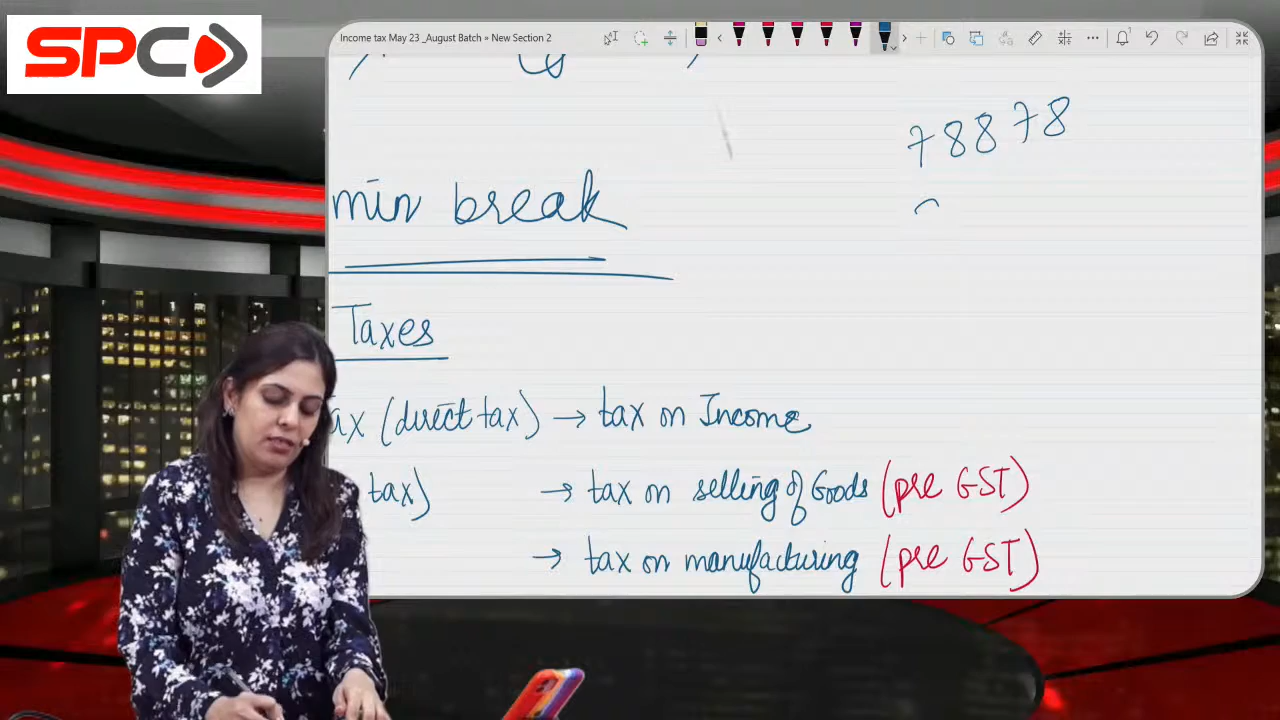 SPC
Income tax May 23 _August Batch » New Section 2
78878
min break
Taxes
ax (direct tax) → tax on Income
tax) → tax on selling of Goods (pre GST)
→ tax on manufacturing (pre GST)